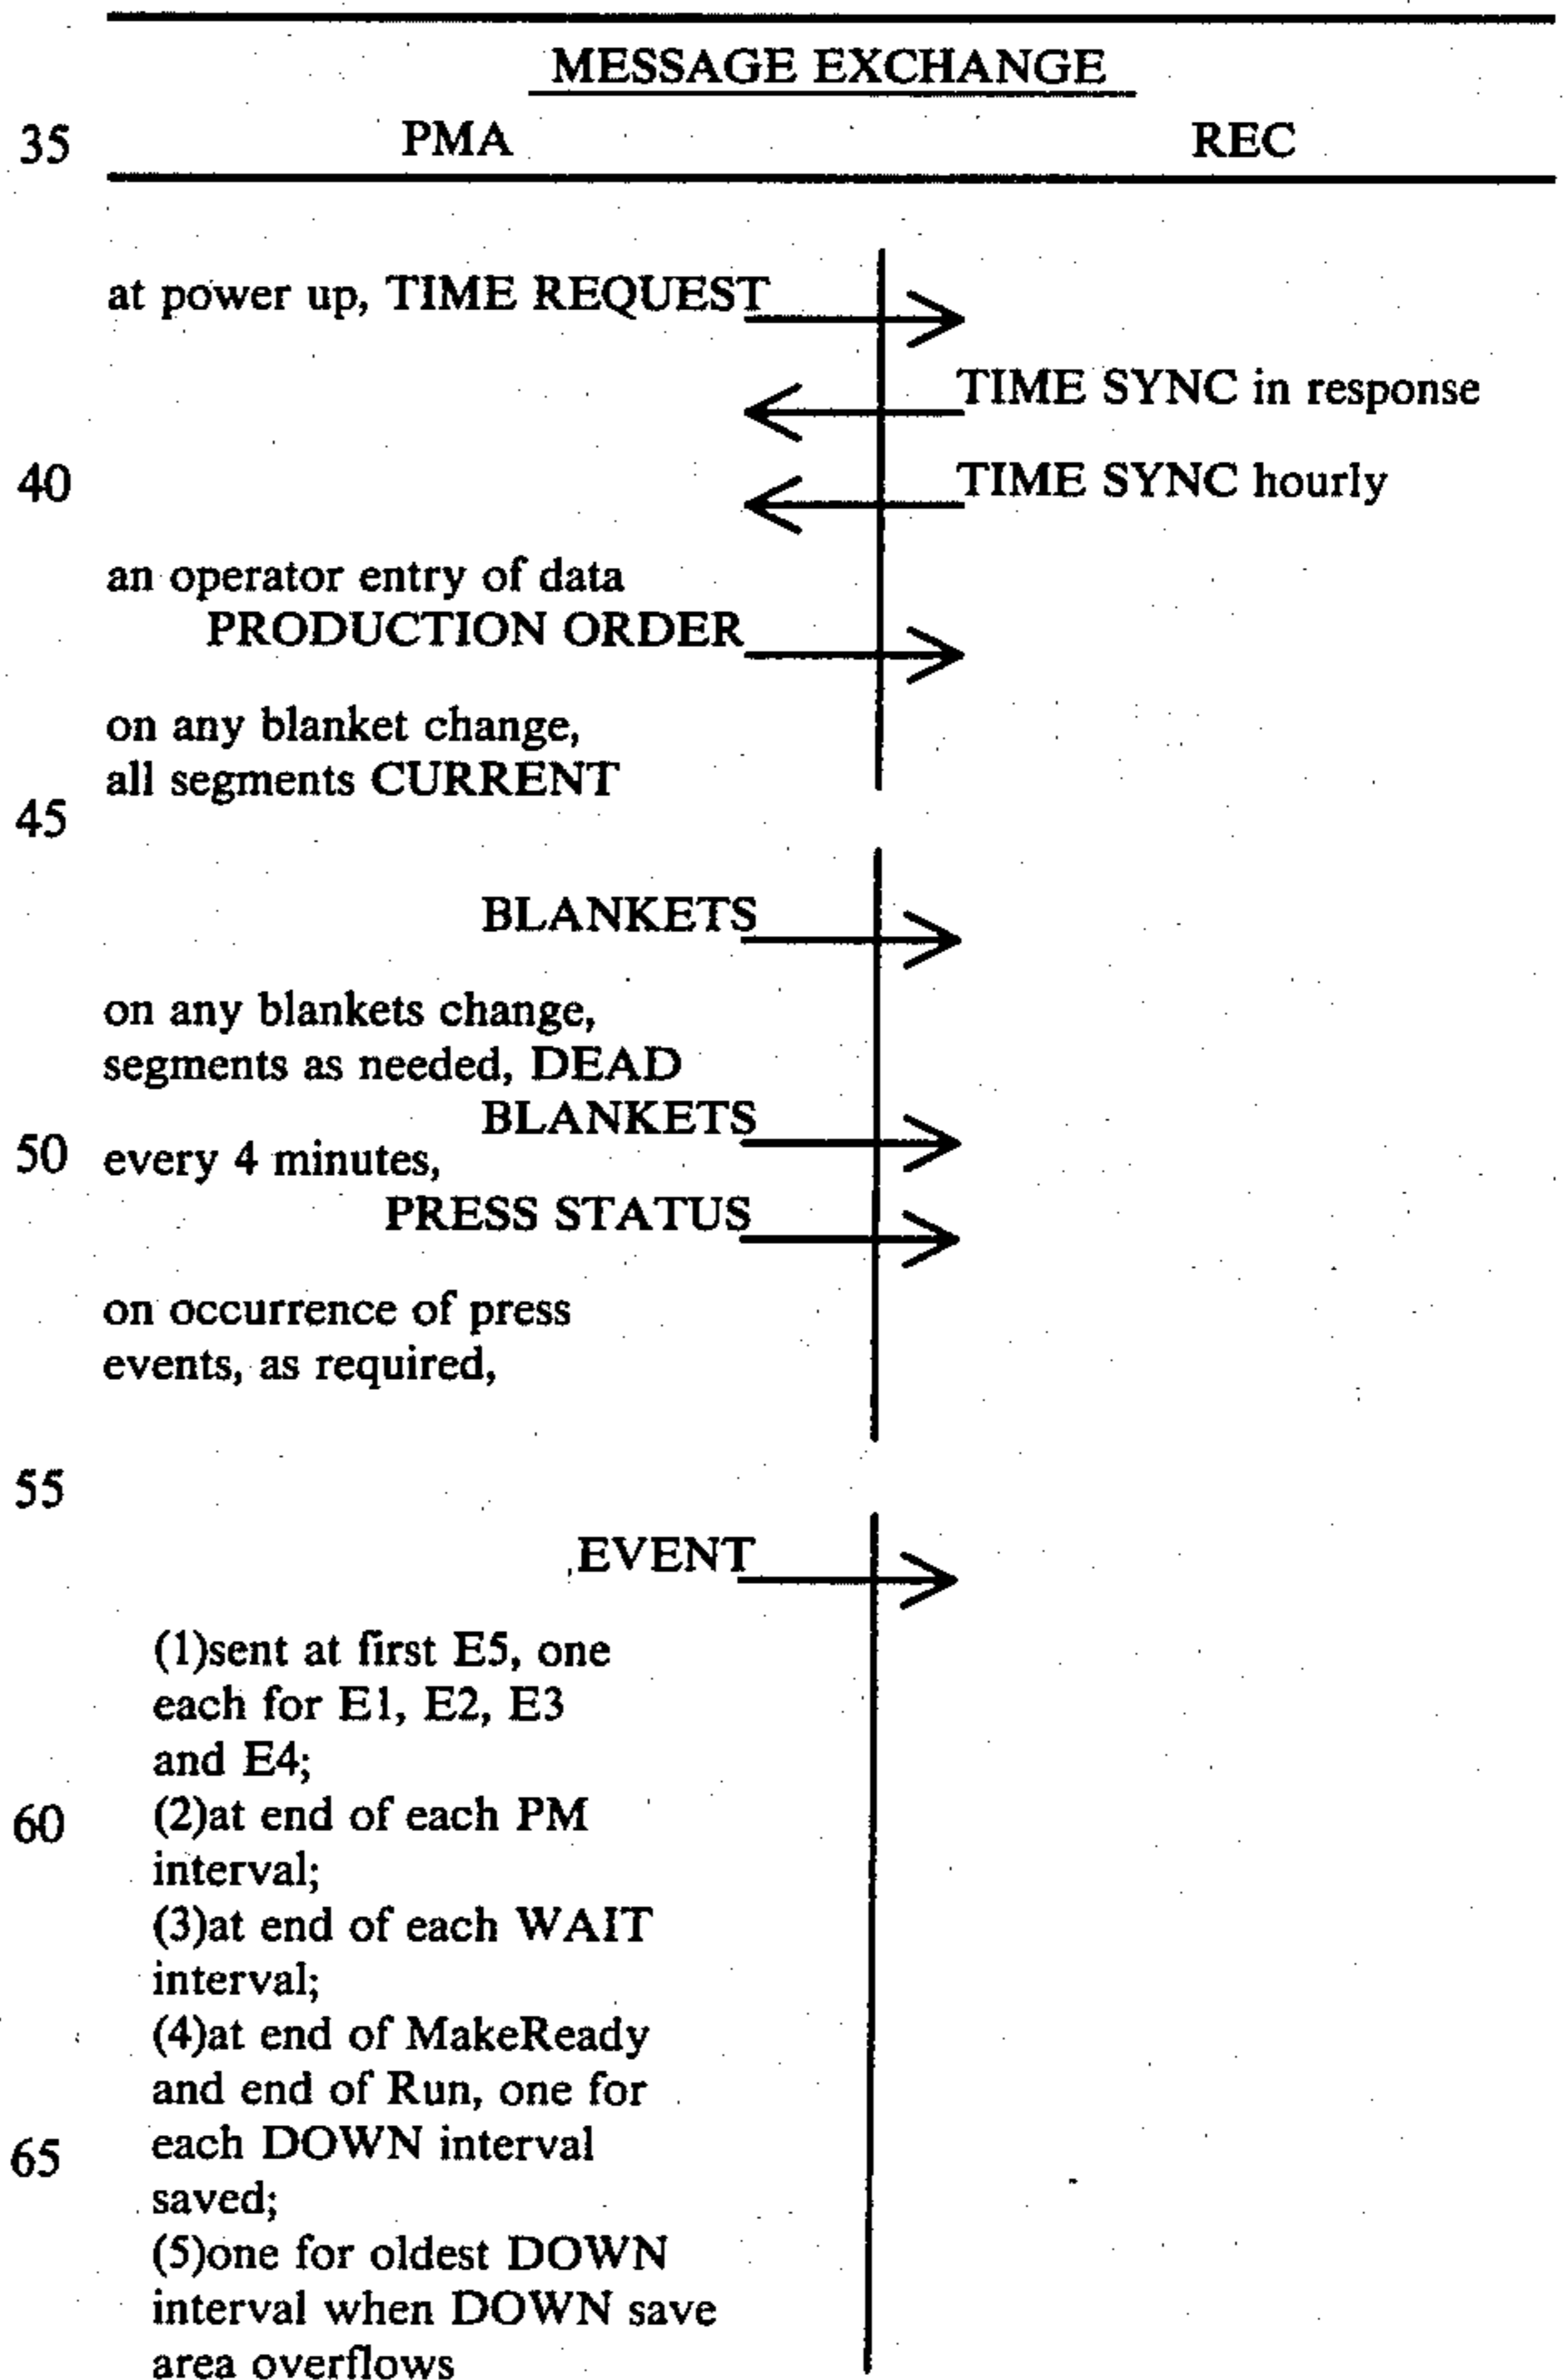 MESSAGE EXCHANGE
35 PMA REC
at power up, TIME REQUEST
TIME SYNC in response
40 TIME SYNC hourly
an operator entry of data
PRODUCTION ORDER
on any blanket change,
all segments CURRENT
45
BLANKETS
on any blankets change,
segments as needed, DEAD
BLANKETS
50 every 4 minutes,
PRESS STATUS
on occurrence of press
events, as required,
55
EVENT
(1)sent at first E5, one
each for E1, E2, E3
and E4;
60 (2)at end of each PM
interval;
(3)at end of each WAIT
interval;
(4)at end of MakeReady
and end of Run, one for
65 each DOWN interval
saved;
(5)one for oldest DOWN
interval when DOWN save
area overflows